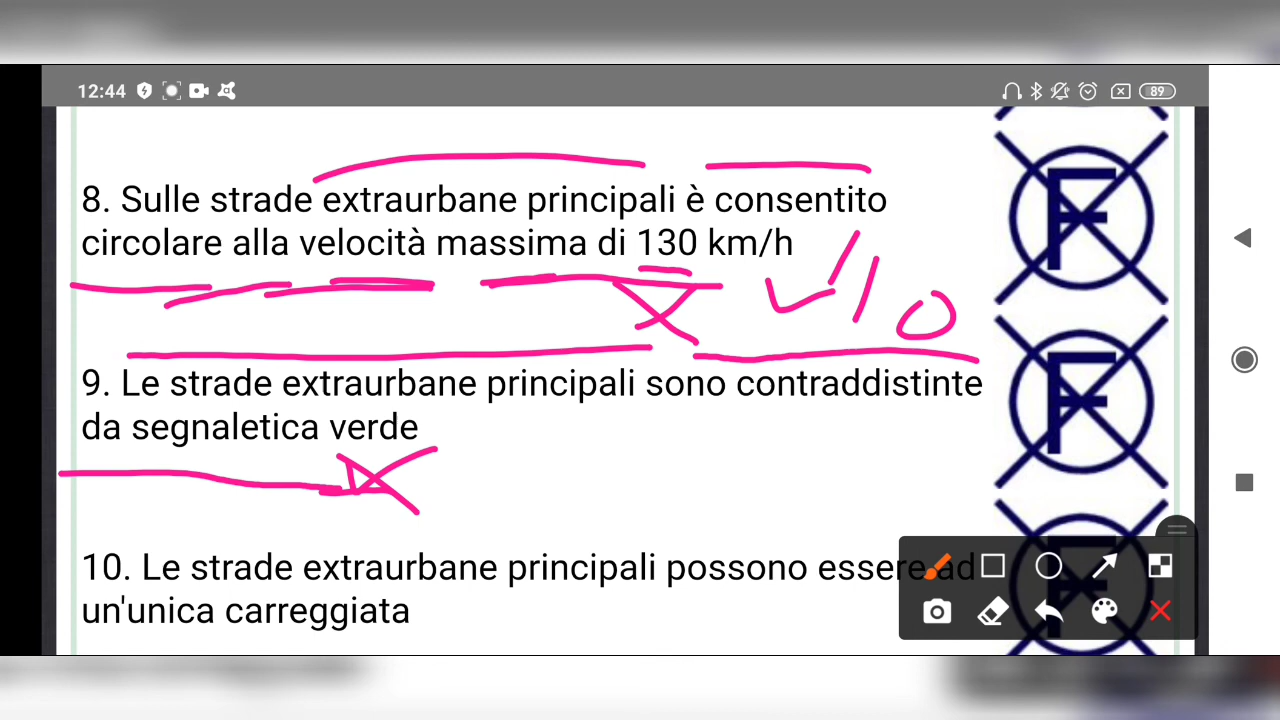 12:44
89
8. Sulle strade extraurbane principali è consentito
circolare alla velocità massima di 130 km/h
F
110
9. Le strade extraurbane principali sono contraddistinte
da segnaletica verde
F
10. Le strade extraurbane principali possono essere ad
un'unica carreggiata
F